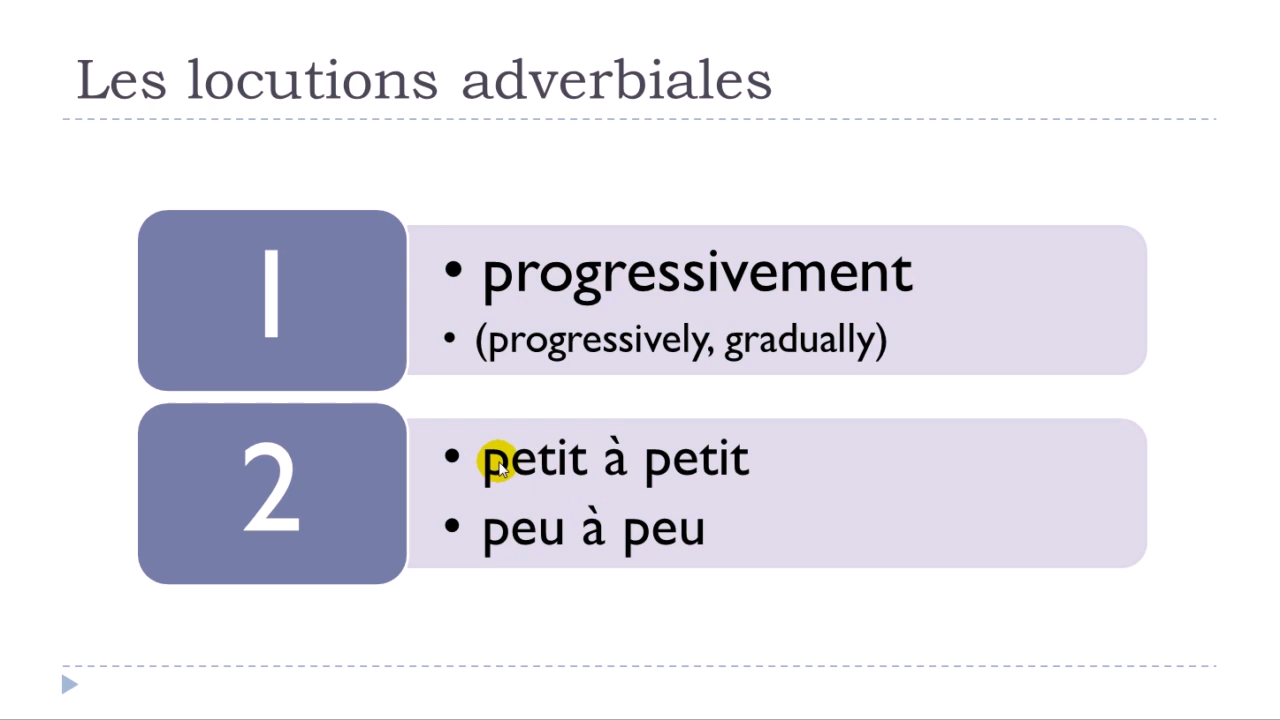 Les locutions adverbiales
1
• progressivement
• (progressively, gradually)
2
• petit à petit
• peu à peu